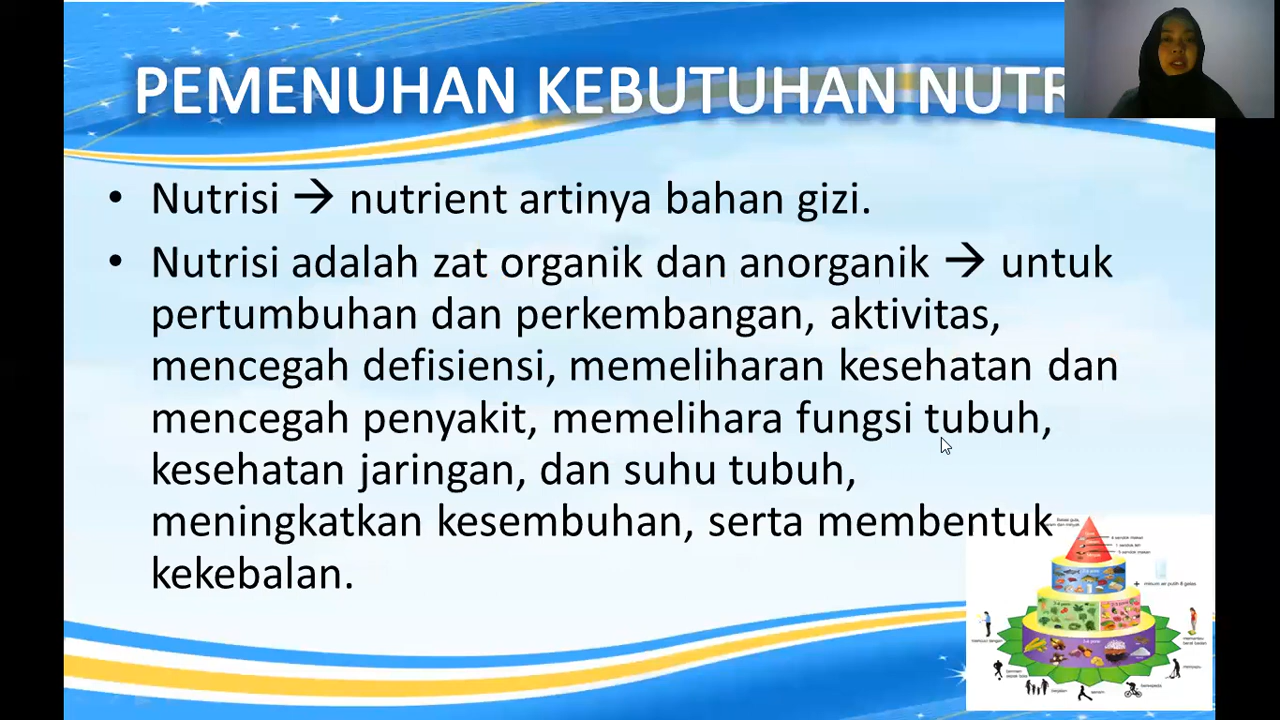 PEMENUHAN KEBUTUHAN NUTR
• Nutrisi → nutrient artinya bahan gizi.
• Nutrisi adalah zat organik dan anorganik → untuk
pertumbuhan dan perkembangan, aktivitas,
mencegah defisiensi, memeliharan kesehatan dan
mencegah penyakit, memelihara fungsi tubuh,
kesehatan jaringan, dan suhu tubuh,
meningkatkan kesembuhan, serta membentuk
kekebalan.